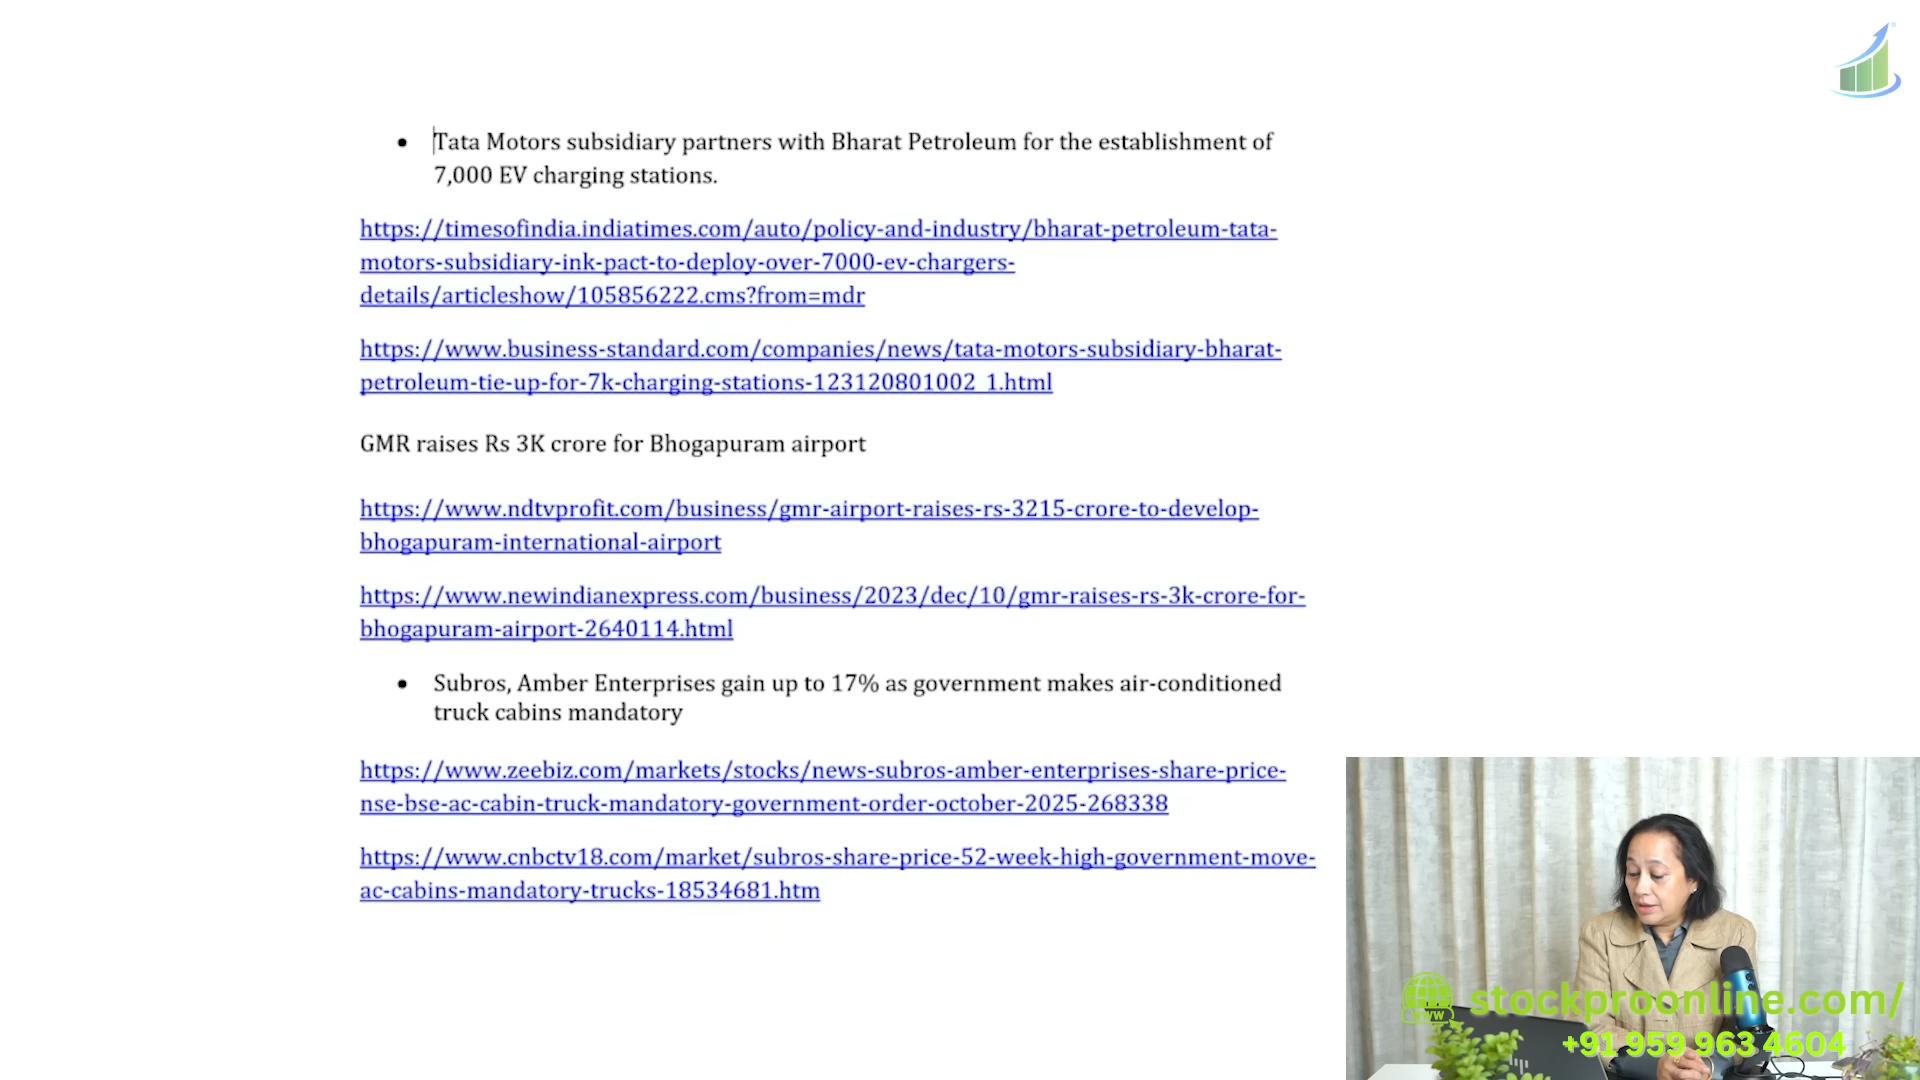 Tata Motors subsidiary partners with Bharat Petroleum for the establishment of
7,000 EV charging stations.
https://timesofindia.indiatimes.com/auto/policy-and-industry/bharat-petroleum-tata-
motors-subsidiary-ink-pact-to-deploy-over-7000-ev-chargers-
details/articleshow/105856222.cms?from=mdr
https://www.business-standard.com/companies/news/tata-motors-subsidiary-bharat-
petroleum-tie-up-for-7k-charging-stations-123120801002_1.html
GMR raises Rs 3K crore for Bhogapuram airport
https://www.ndtvprofit.com/business/gmr-airport-raises-rs-3215-crore-to-develop-
bhogapuram-international-airport
https://www.newindianexpress.com/business/2023/dec/10/gmr-raises-rs-3k-crore-for-
bhogapuram-airport-2640114.html
Subros, Amber Enterprises gain up to 17% as government makes air-conditioned
truck cabins mandatory
https://www.zeebiz.com/markets/stocks/news-subros-amber-enterprises-share-price-
nse-bse-ac-cabin-truck-mandatory-government-order-october-2025-268338
https://www.cnbctv18.com/market/subros-share-price-52-week-high-government-move-
ac-cabins-mandatory-trucks-18534681.htm
WWW
stockproonline.com/
+91 959 963 4604